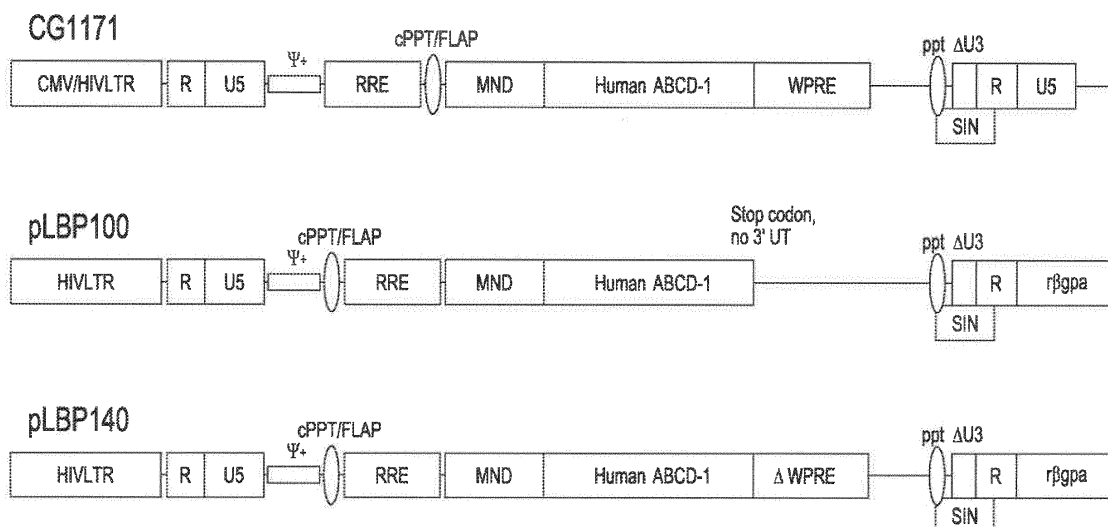 CG1171
cPPT/FLAP
Ψ+
ppt ΔU3
CMV/HIVLTR R U5 RRE MND Human ABCD-1 WPRE R U5
SIN
pLBP100
Stop codon,
no 3' UT
cPPT/FLAP
Ψ+
ppt ΔU3
HIVLTR R U5 RRE MND Human ABCD-1 R rβgpa
SIN
pLBP140
cPPT/FLAP
Ψ+
ppt ΔU3
HIVLTR R U5 RRE MND Human ABCD-1 Δ WPRE R rβgpa
SIN